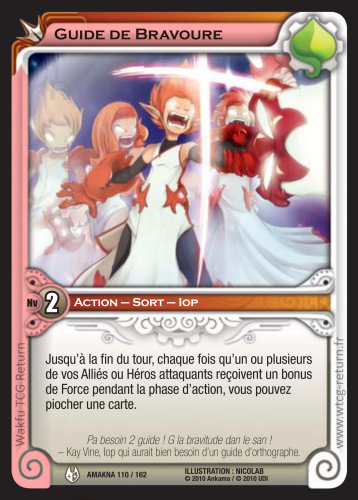 GUIDE DE BRAVOURE
Nv 2 ACTION – SORT – IOP
Jusqu'à la fin du tour, chaque fois qu'un ou plusieurs
de vos Alliés ou Héros attaquants reçoivent un bonus
de Force pendant la phase d'action, vous pouvez
piocher une carte.
Pa besoin 2 guide ! G la bravitude dan le san !
– Kay Vine, Iop qui aurait bien besoin d'un guide d'orthographe.
AMAKNA 110 / 162
ILLUSTRATION : NICOLAB
© 2010 Ankama / © 2010 UDI
Wakfu TCG Return
www.wtcg-return.fr